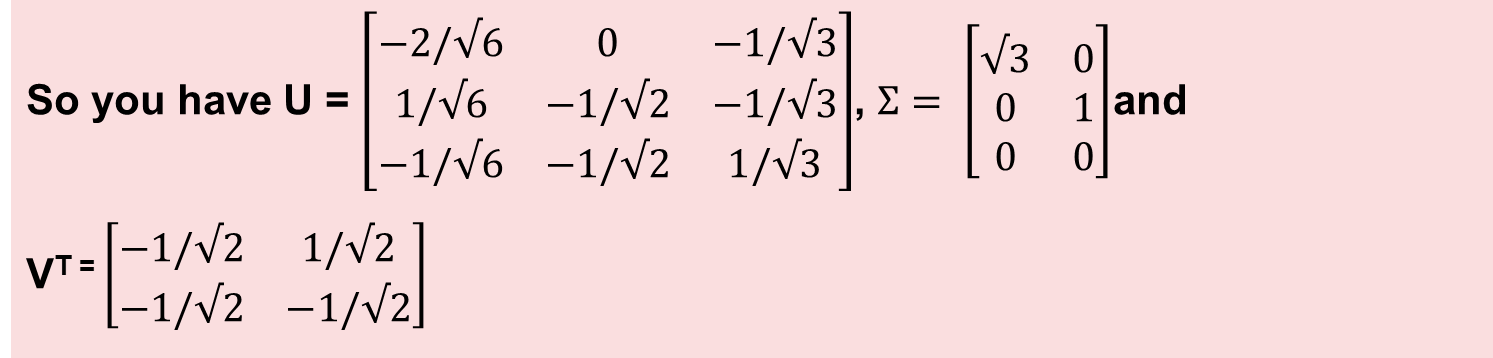 So you have U = [−2/√6 0 −1/√3; 1/√6 −1/√2 −1/√3; −1/√6 −1/√2 1/√3], Σ = [√3 0; 0 1; 0 0] and
Vᵀ = [−1/√2 1/√2; −1/√2 −1/√2]